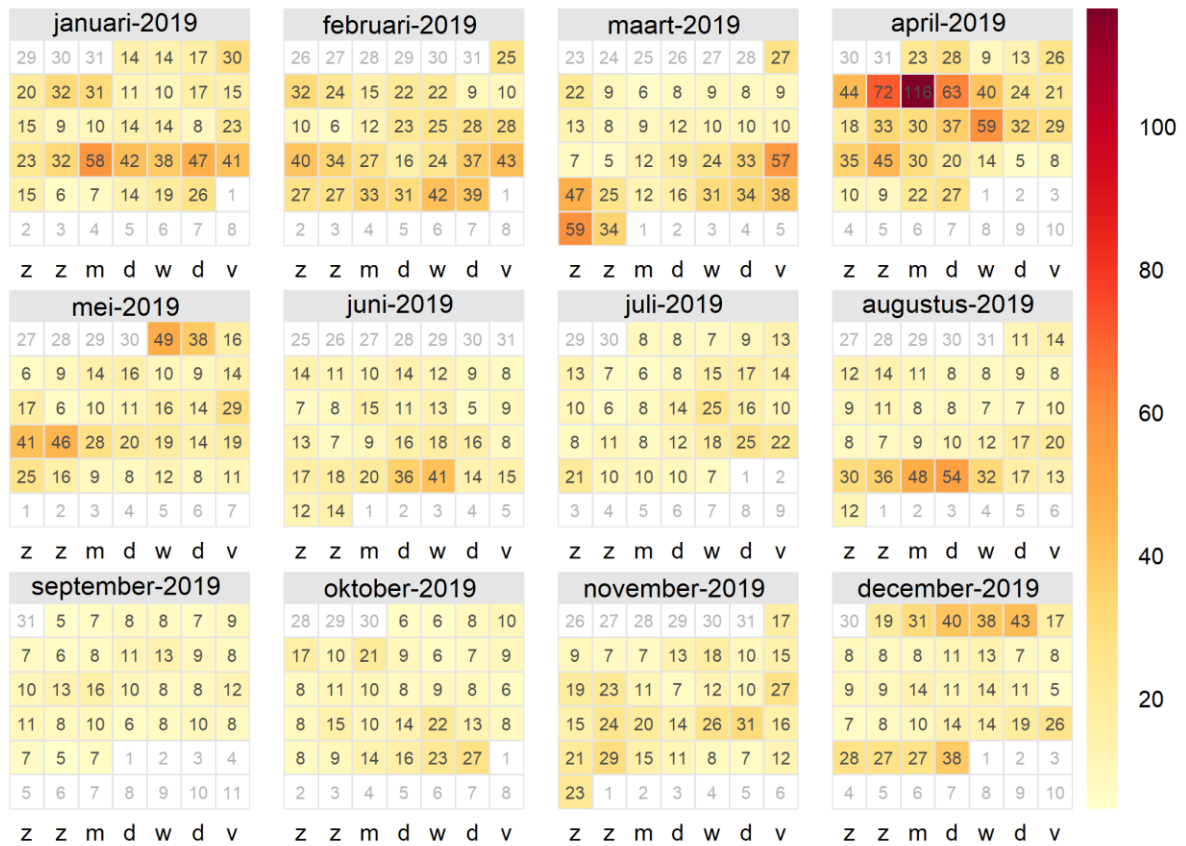 januari-2019 februari-2019 maart-2019 april-2019
29 30 31 14 14 17 30 26 27 28 29 30 31 25 23 24 25 26 27 28 27 30 31 23 28 9 13 26
20 32 31 11 10 17 15 32 24 15 22 22 9 10 22 9 6 8 9 8 9 44 72 116 63 40 24 21
100
15 9 10 14 14 8 23 10 6 12 23 25 28 28 13 8 9 12 10 10 10 18 33 30 37 59 32 29
23 32 58 42 38 47 41 40 34 27 16 24 37 43 7 5 12 19 24 33 57 35 45 30 20 14 5 8
15 6 7 14 19 26 1 27 27 33 31 42 39 1 47 25 12 16 31 34 38 10 9 22 27 1 2 3
2 3 4 5 6 7 8 2 3 4 5 6 7 8 59 34 1 2 3 4 5 4 5 6 7 8 9 10
z z m d w d v z z m d w d v z z m d w d v z z m d w d v
80
mei-2019 juni-2019 juli-2019 augustus-2019
27 28 29 30 49 38 16 25 26 27 28 29 30 31 29 30 8 8 7 9 13 27 28 29 30 31 11 14
6 9 14 16 10 9 14 14 11 10 14 12 9 8 13 7 6 8 15 17 14 12 14 11 8 8 9 8
17 6 10 11 16 14 29 7 8 15 11 13 5 9 10 6 8 14 25 16 10 9 11 8 8 7 7 10
60
41 46 28 20 19 14 19 13 7 9 16 18 16 8 8 11 8 12 18 25 22 8 7 9 10 12 17 20
25 16 9 8 12 8 11 17 18 20 36 41 14 15 21 10 10 10 7 1 2 30 36 48 54 32 17 13
1 2 3 4 5 6 7 12 14 1 2 3 4 5 3 4 5 6 7 8 9 12 1 2 3 4 5 6
z z m d w d v z z m d w d v z z m d w d v z z m d w d v
40
september-2019 oktober-2019 november-2019 december-2019
31 5 7 8 8 7 9 28 29 30 6 6 8 10 26 27 28 29 30 31 17 30 19 31 40 38 43 17
7 6 8 11 13 9 8 17 10 21 9 6 7 9 9 7 7 13 18 10 15 8 8 8 11 13 7 8
10 13 16 10 8 8 12 8 11 10 8 9 8 6 19 23 11 7 12 10 27 9 9 14 11 14 11 5
20
11 8 10 6 8 10 8 8 15 10 14 22 13 8 15 24 20 14 26 31 16 7 8 10 14 14 19 26
7 5 7 1 2 3 4 8 9 14 16 23 27 1 21 29 15 11 8 7 12 28 27 27 38 1 2 3
5 6 7 8 9 10 11 2 3 4 5 6 7 8 23 1 2 3 4 5 6 4 5 6 7 8 9 10
z z m d w d v z z m d w d v z z m d w d v z z m d w d v